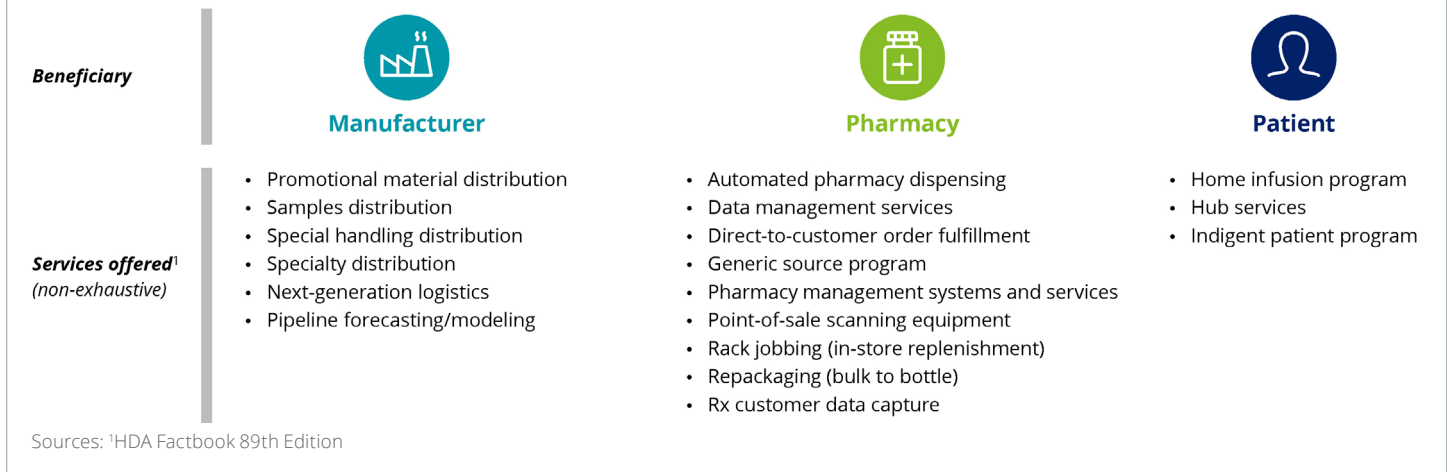 Beneficiary
Manufacturer
Pharmacy
Patient
Services offered¹
(non-exhaustive)
• Promotional material distribution
• Samples distribution
• Special handling distribution
• Specialty distribution
• Next-generation logistics
• Pipeline forecasting/modeling
• Automated pharmacy dispensing
• Data management services
• Direct-to-customer order fulfillment
• Generic source program
• Pharmacy management systems and services
• Point-of-sale scanning equipment
• Rack jobbing (in-store replenishment)
• Repackaging (bulk to bottle)
• Rx customer data capture
• Home infusion program
• Hub services
• Indigent patient program
Sources: ¹HDA Factbook 89th Edition